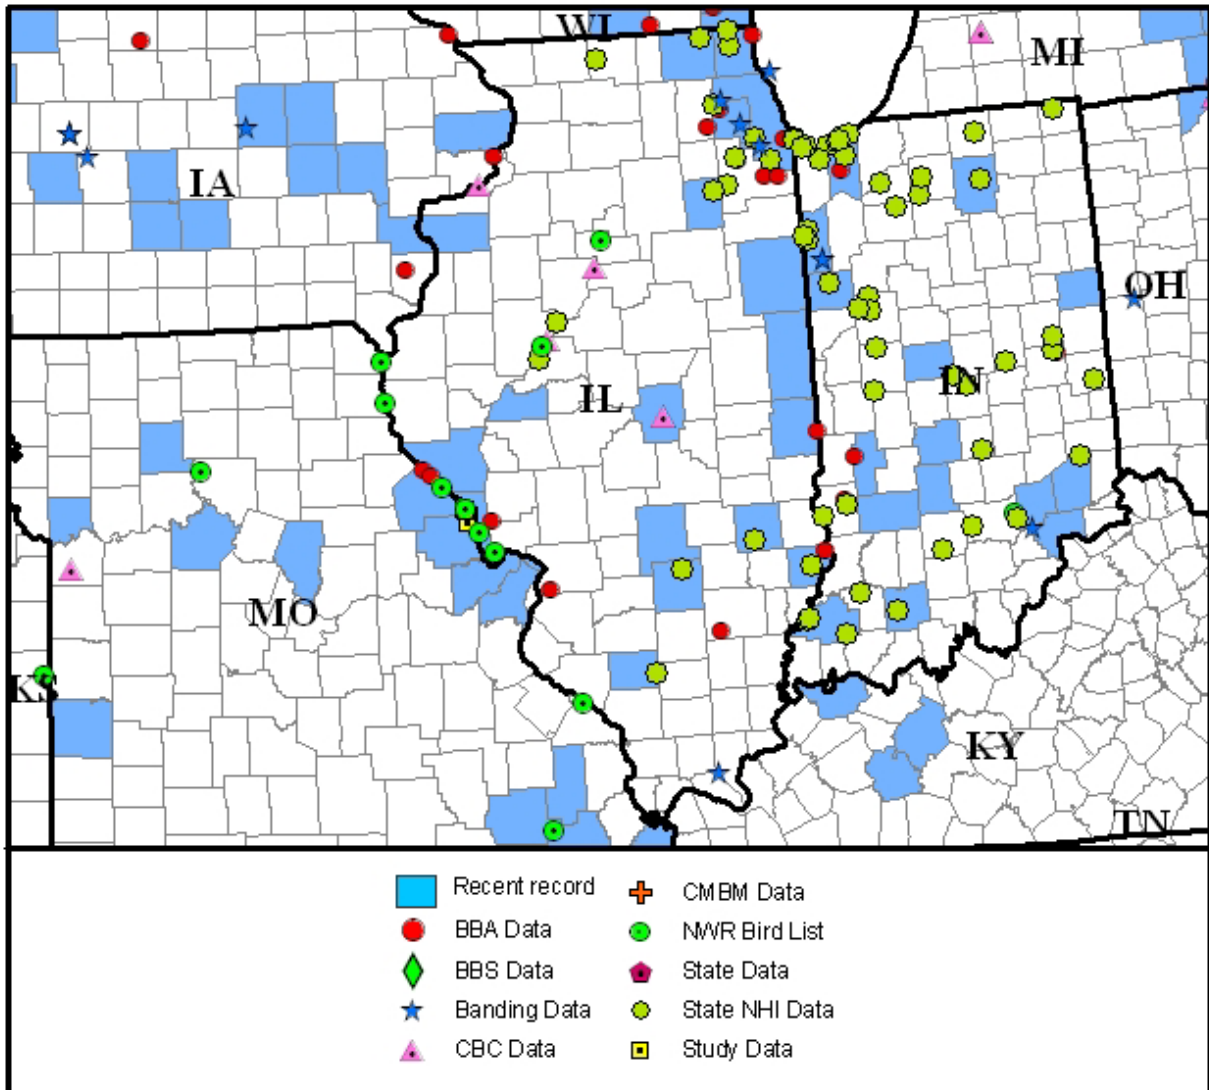 WI
MI
IA
OH
IL
IN
MO
KS
KY
TN
Recent record
CMBM Data
BBA Data
NWR Bird List
BBS Data
State Data
Banding Data
State NHI Data
CBC Data
Study Data